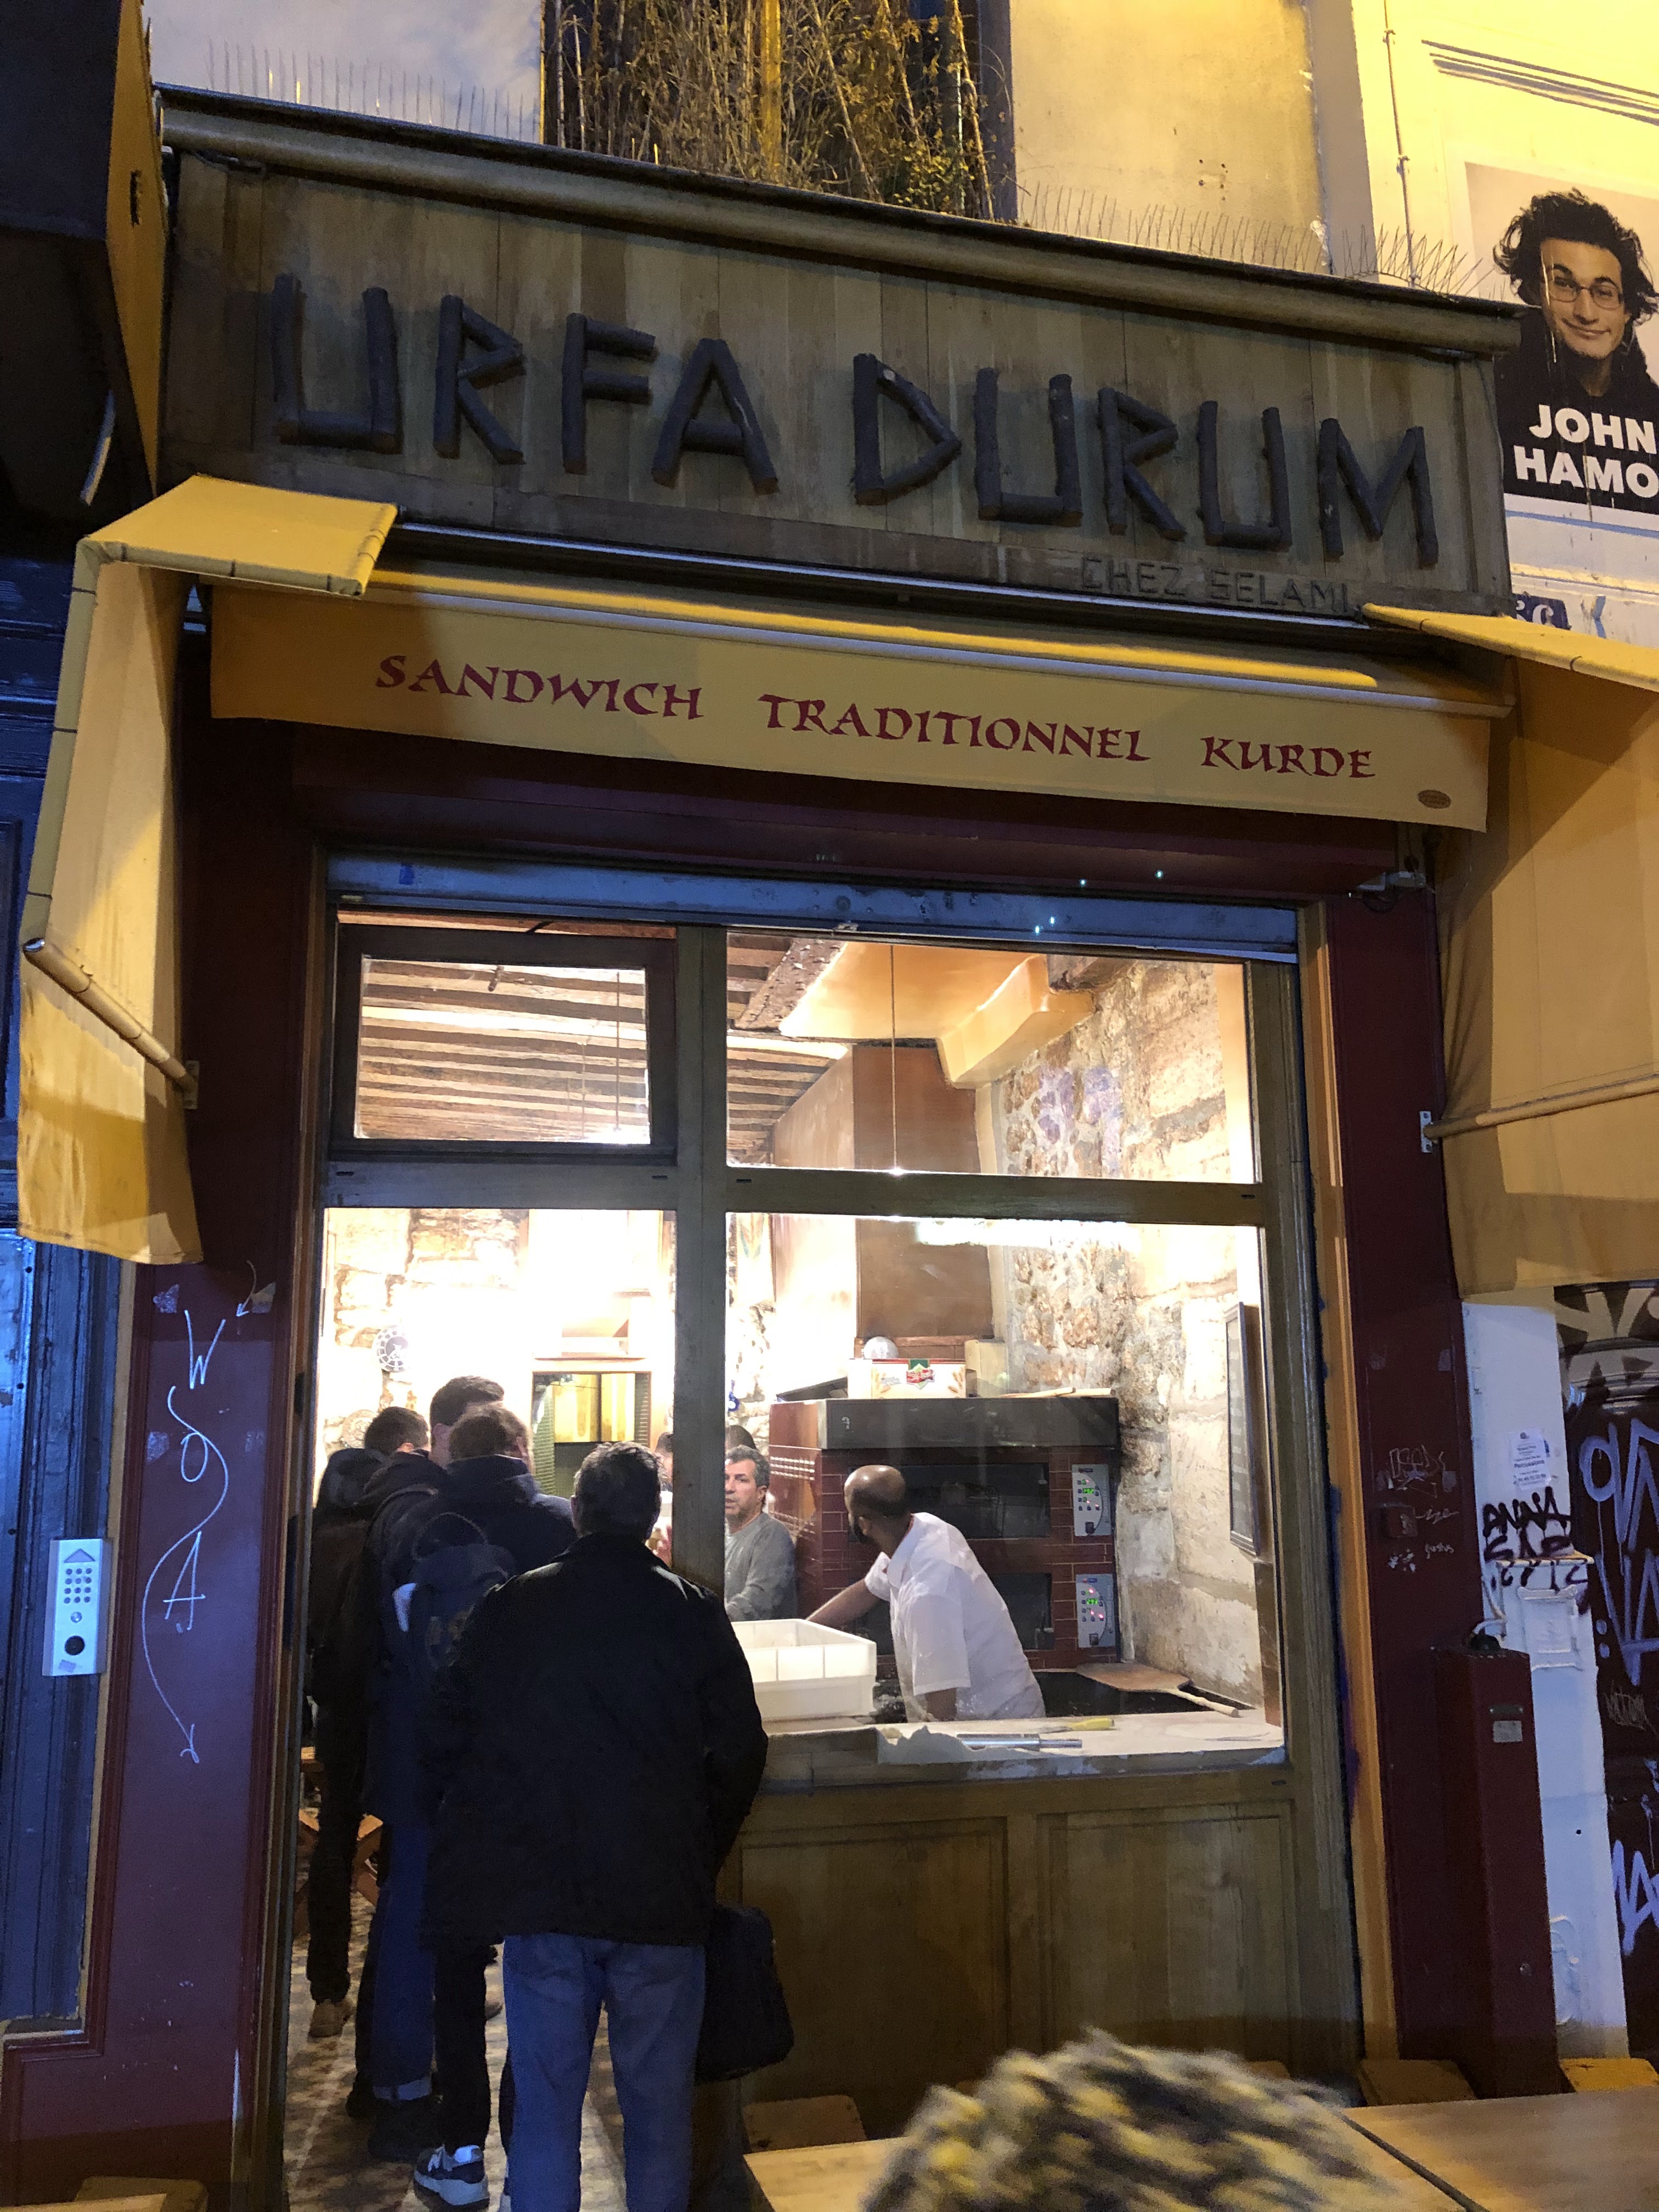 URFA DURUM
CHEZ SELAMI
SANDWICH TRADITIONNEL KURDE
JOHN
HAMO